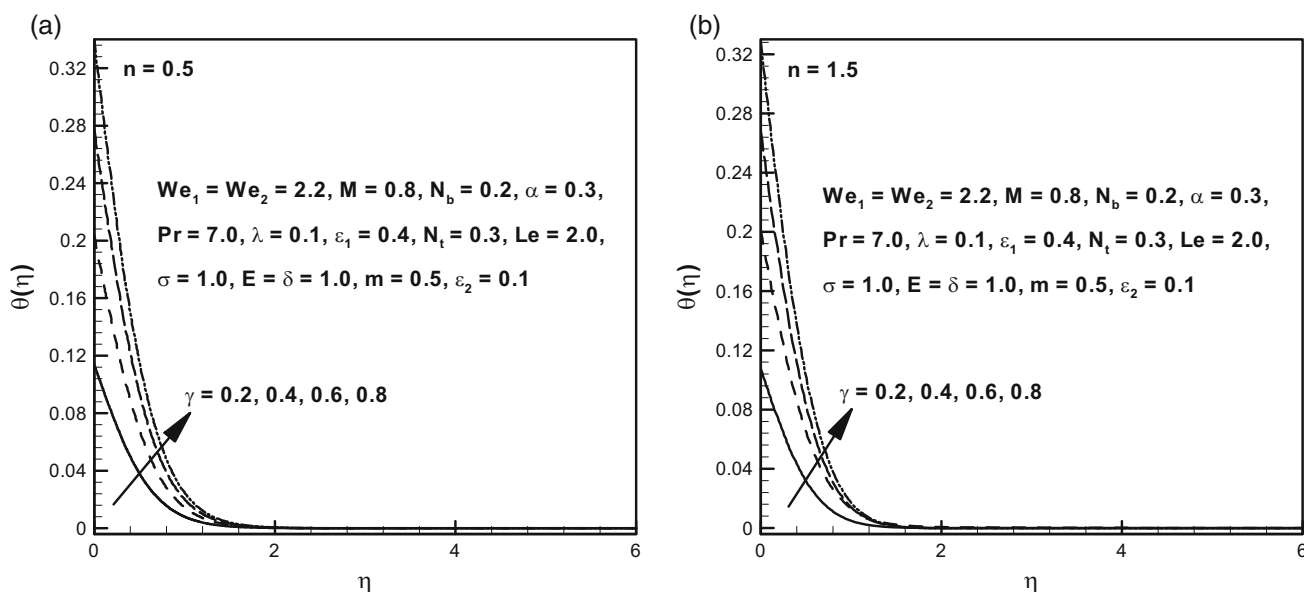 (a)
n = 0.5
We₁ = We₂ = 2.2, M = 0.8, N_b = 0.2, α = 0.3,
Pr = 7.0, λ = 0.1, ε₁ = 0.4, N_t = 0.3, Le = 2.0,
σ = 1.0, E = δ = 1.0, m = 0.5, ε₂ = 0.1
γ = 0.2, 0.4, 0.6, 0.8
θ(η)
0.32
0.28
0.24
0.2
0.16
0.12
0.08
0.04
0
0 2 4 6
η
(b)
n = 1.5
We₁ = We₂ = 2.2, M = 0.8, N_b = 0.2, α = 0.3,
Pr = 7.0, λ = 0.1, ε₁ = 0.4, N_t = 0.3, Le = 2.0,
σ = 1.0, E = δ = 1.0, m = 0.5, ε₂ = 0.1
γ = 0.2, 0.4, 0.6, 0.8
θ(η)
0.32
0.28
0.24
0.2
0.16
0.12
0.08
0.04
0
0 2 4 6
η